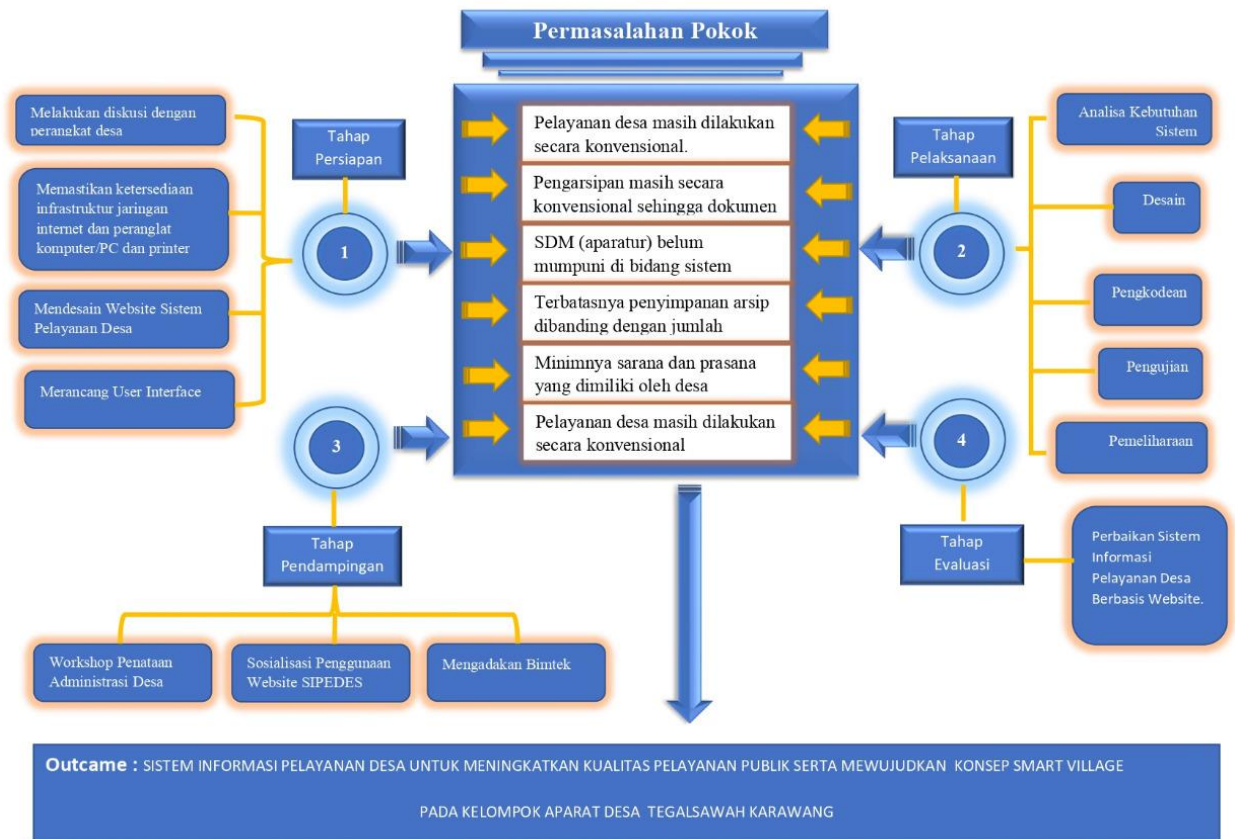 Permasalahan Pokok
Melakukan diskusi dengan
perangkat desa
Memastikan ketersediaan
infrastruktur jaringan
internet dan peranglat
komputer/PC dan printer
Mendesain Website Sistem
Pelayanan Desa
Merancang User Interface
Tahap
Persiapan
1
Pelayanan desa masih dilakukan
secara konvensional.
Pengarsipan masih secara
konvensional sehingga dokumen
SDM (aparatur) belum
mumpuni di bidang sistem
Terbatasnya penyimpanan arsip
dibanding dengan jumlah
Minimnya sarana dan prasana
yang dimiliki oleh desa
Pelayanan desa masih dilakukan
secara konvensional
Tahap
Pelaksanaan
2
Analisa Kebutuhan
Sistem
Desain
Pengkodean
Pengujian
Pemeliharaan
3
Tahap
Pendampingan
Workshop Penataan
Administrasi Desa
Sosialisasi Penggunaan
Website SIPEDES
Mengadakan Bimtek
4
Tahap
Evaluasi
Perbaikan Sistem
Informasi
Pelayanan Desa
Berbasis Website.
Outcame : SISTEM INFORMASI PELAYANAN DESA UNTUK MENINGKATKAN KUALITAS PELAYANAN PUBLIK SERTA MEWUJUDKAN KONSEP SMART VILLAGE
PADA KELOMPOK APARAT DESA TEGALSAWAH KARAWANG